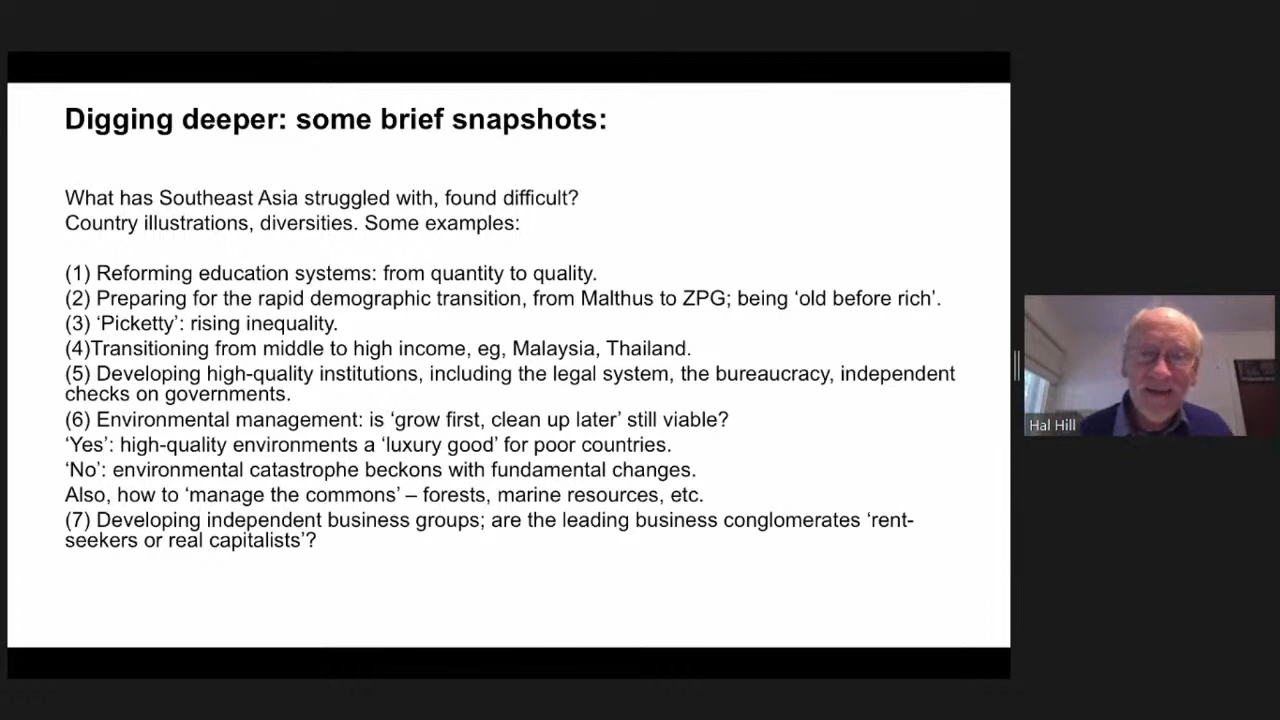 Digging deeper: some brief snapshots:
What has Southeast Asia struggled with, found difficult?
Country illustrations, diversities. Some examples:
(1) Reforming education systems: from quantity to quality.
(2) Preparing for the rapid demographic transition, from Malthus to ZPG; being ‘old before rich’.
(3) ‘Picketty’: rising inequality.
(4)Transitioning from middle to high income, eg, Malaysia, Thailand.
(5) Developing high-quality institutions, including the legal system, the bureaucracy, independent
checks on governments.
(6) Environmental management: is ‘grow first, clean up later’ still viable?
‘Yes’: high-quality environments a ‘luxury good’ for poor countries.
‘No’: environmental catastrophe beckons with fundamental changes.
Also, how to ‘manage the commons’ – forests, marine resources, etc.
(7) Developing independent business groups; are the leading business conglomerates ‘rent-
seekers or real capitalists’?
Hal Hill